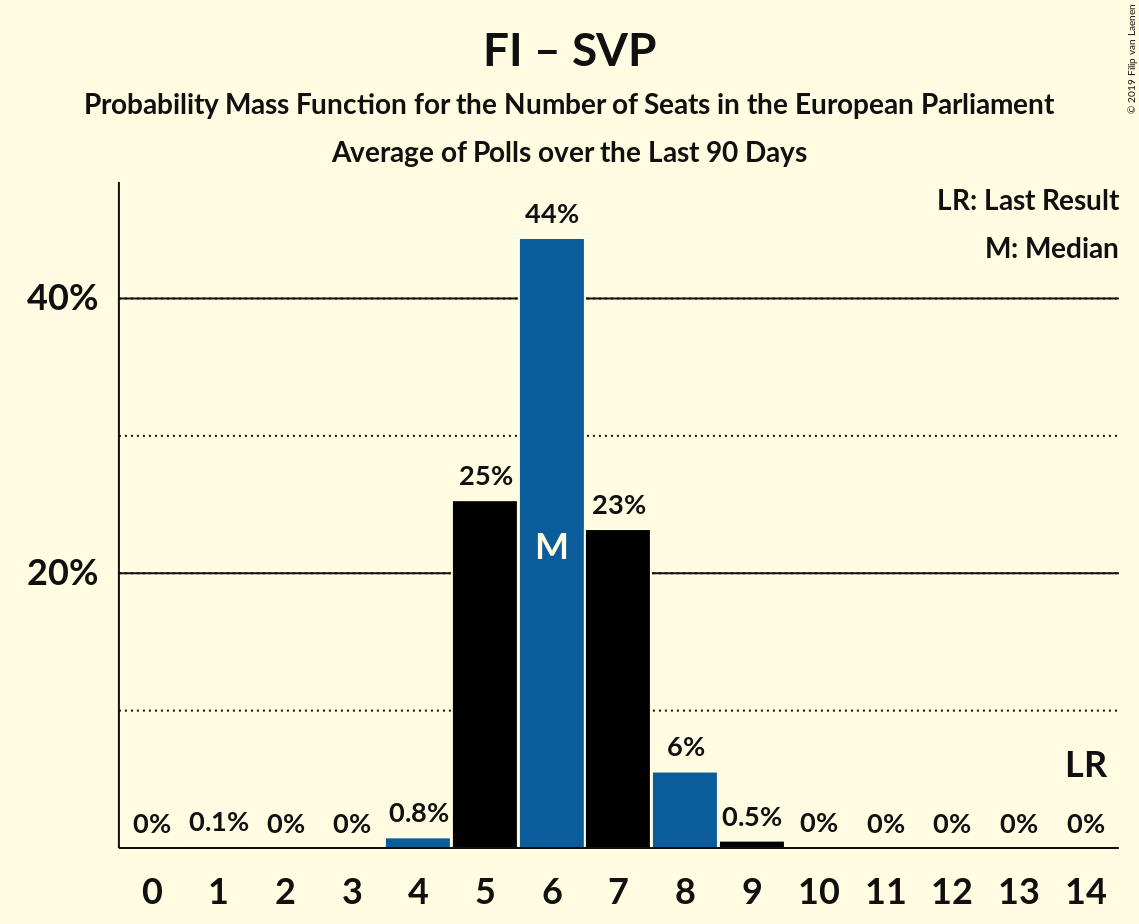 FI – SVP
Probability Mass Function for the Number of Seats in the European Parliament
Average of Polls over the Last 90 Days
© 2019 Filip van Laenen
LR: Last Result
M: Median
44%
40%
25%
23%
M
20%
6%
LR
0% 0.1% 0% 0% 0.8% 0.5% 0% 0% 0% 0% 0%
0 1 2 3 4 5 6 7 8 9 10 11 12 13 14